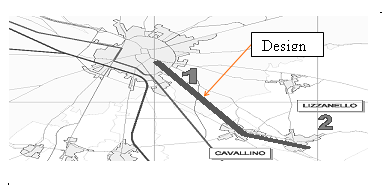 Design
1
LIZZANELLO
2
CAVALLINO